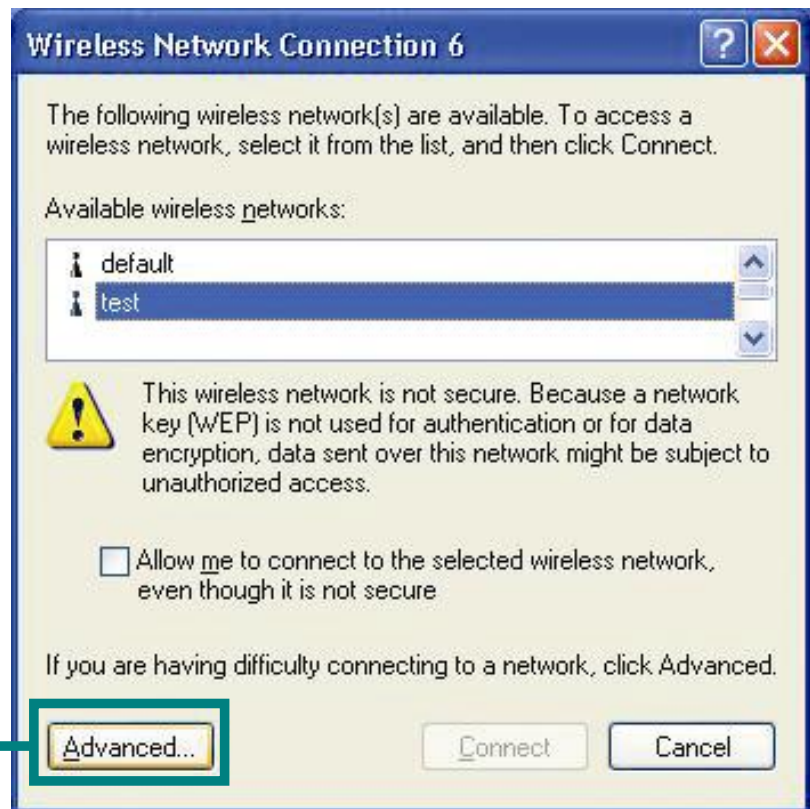 Wireless Network Connection 6
The following wireless network(s) are available. To access a
wireless network, select it from the list, and then click Connect.
Available wireless networks:
default
test
This wireless network is not secure. Because a network
key (WEP) is not used for authentication or for data
encryption, data sent over this network might be subject to
unauthorized access.
Allow me to connect to the selected wireless network,
even though it is not secure
If you are having difficulty connecting to a network, click Advanced.
Advanced... Connect Cancel